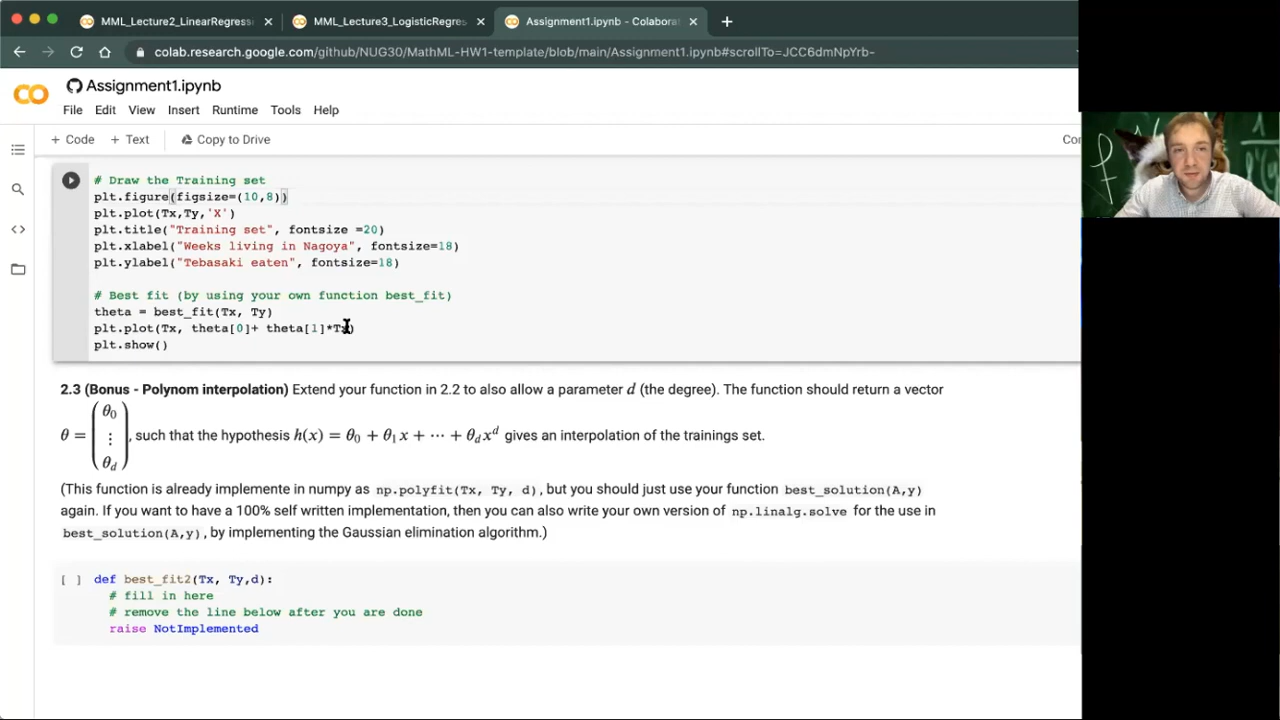 MML_Lecture2_LinearRegress
MML_Lecture3_LogisticRegres
Assignment1.ipynb - Colaborat
colab.research.google.com/github/NUG30/MathML-HW1-template/blob/main/Assignment1.ipynb#scrollTo=JCC6dmNpYrb-
Assignment1.ipynb
File Edit View Insert Runtime Tools Help
+ Code + Text Copy to Drive
# Draw the Training set
plt.figure(figsize=(10,8))
plt.plot(Tx,Ty,'X')
plt.title("Training set", fontsize =20)
plt.xlabel("Weeks living in Nagoya", fontsize=18)
plt.ylabel("Tebasaki eaten", fontsize=18)
# Best fit (by using your own function best_fit)
theta = best_fit(Tx, Ty)
plt.plot(Tx, theta[0]+ theta[1]*Tx)
plt.show()
2.3 (Bonus - Polynom interpolation) Extend your function in 2.2 to also allow a parameter d (the degree). The function should return a vector
θ = (θ0 ⋮ θd), such that the hypothesis h(x) = θ0 + θ1x + ⋯ + θdx^d gives an interpolation of the trainings set.
(This function is already implemente in numpy as np.polyfit(Tx, Ty, d), but you should just use your function best_solution(A,y)
again. If you want to have a 100% self written implementation, then you can also write your own version of np.linalg.solve for the use in
best_solution(A,y), by implementing the Gaussian elimination algorithm.)
[ ] def best_fit2(Tx, Ty,d):
# fill in here
# remove the line below after you are done
raise NotImplemented